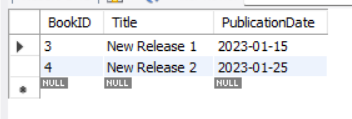 BookID Title PublicationDate
3 New Release 1 2023-01-15
4 New Release 2 2023-01-25
NULL NULL NULL